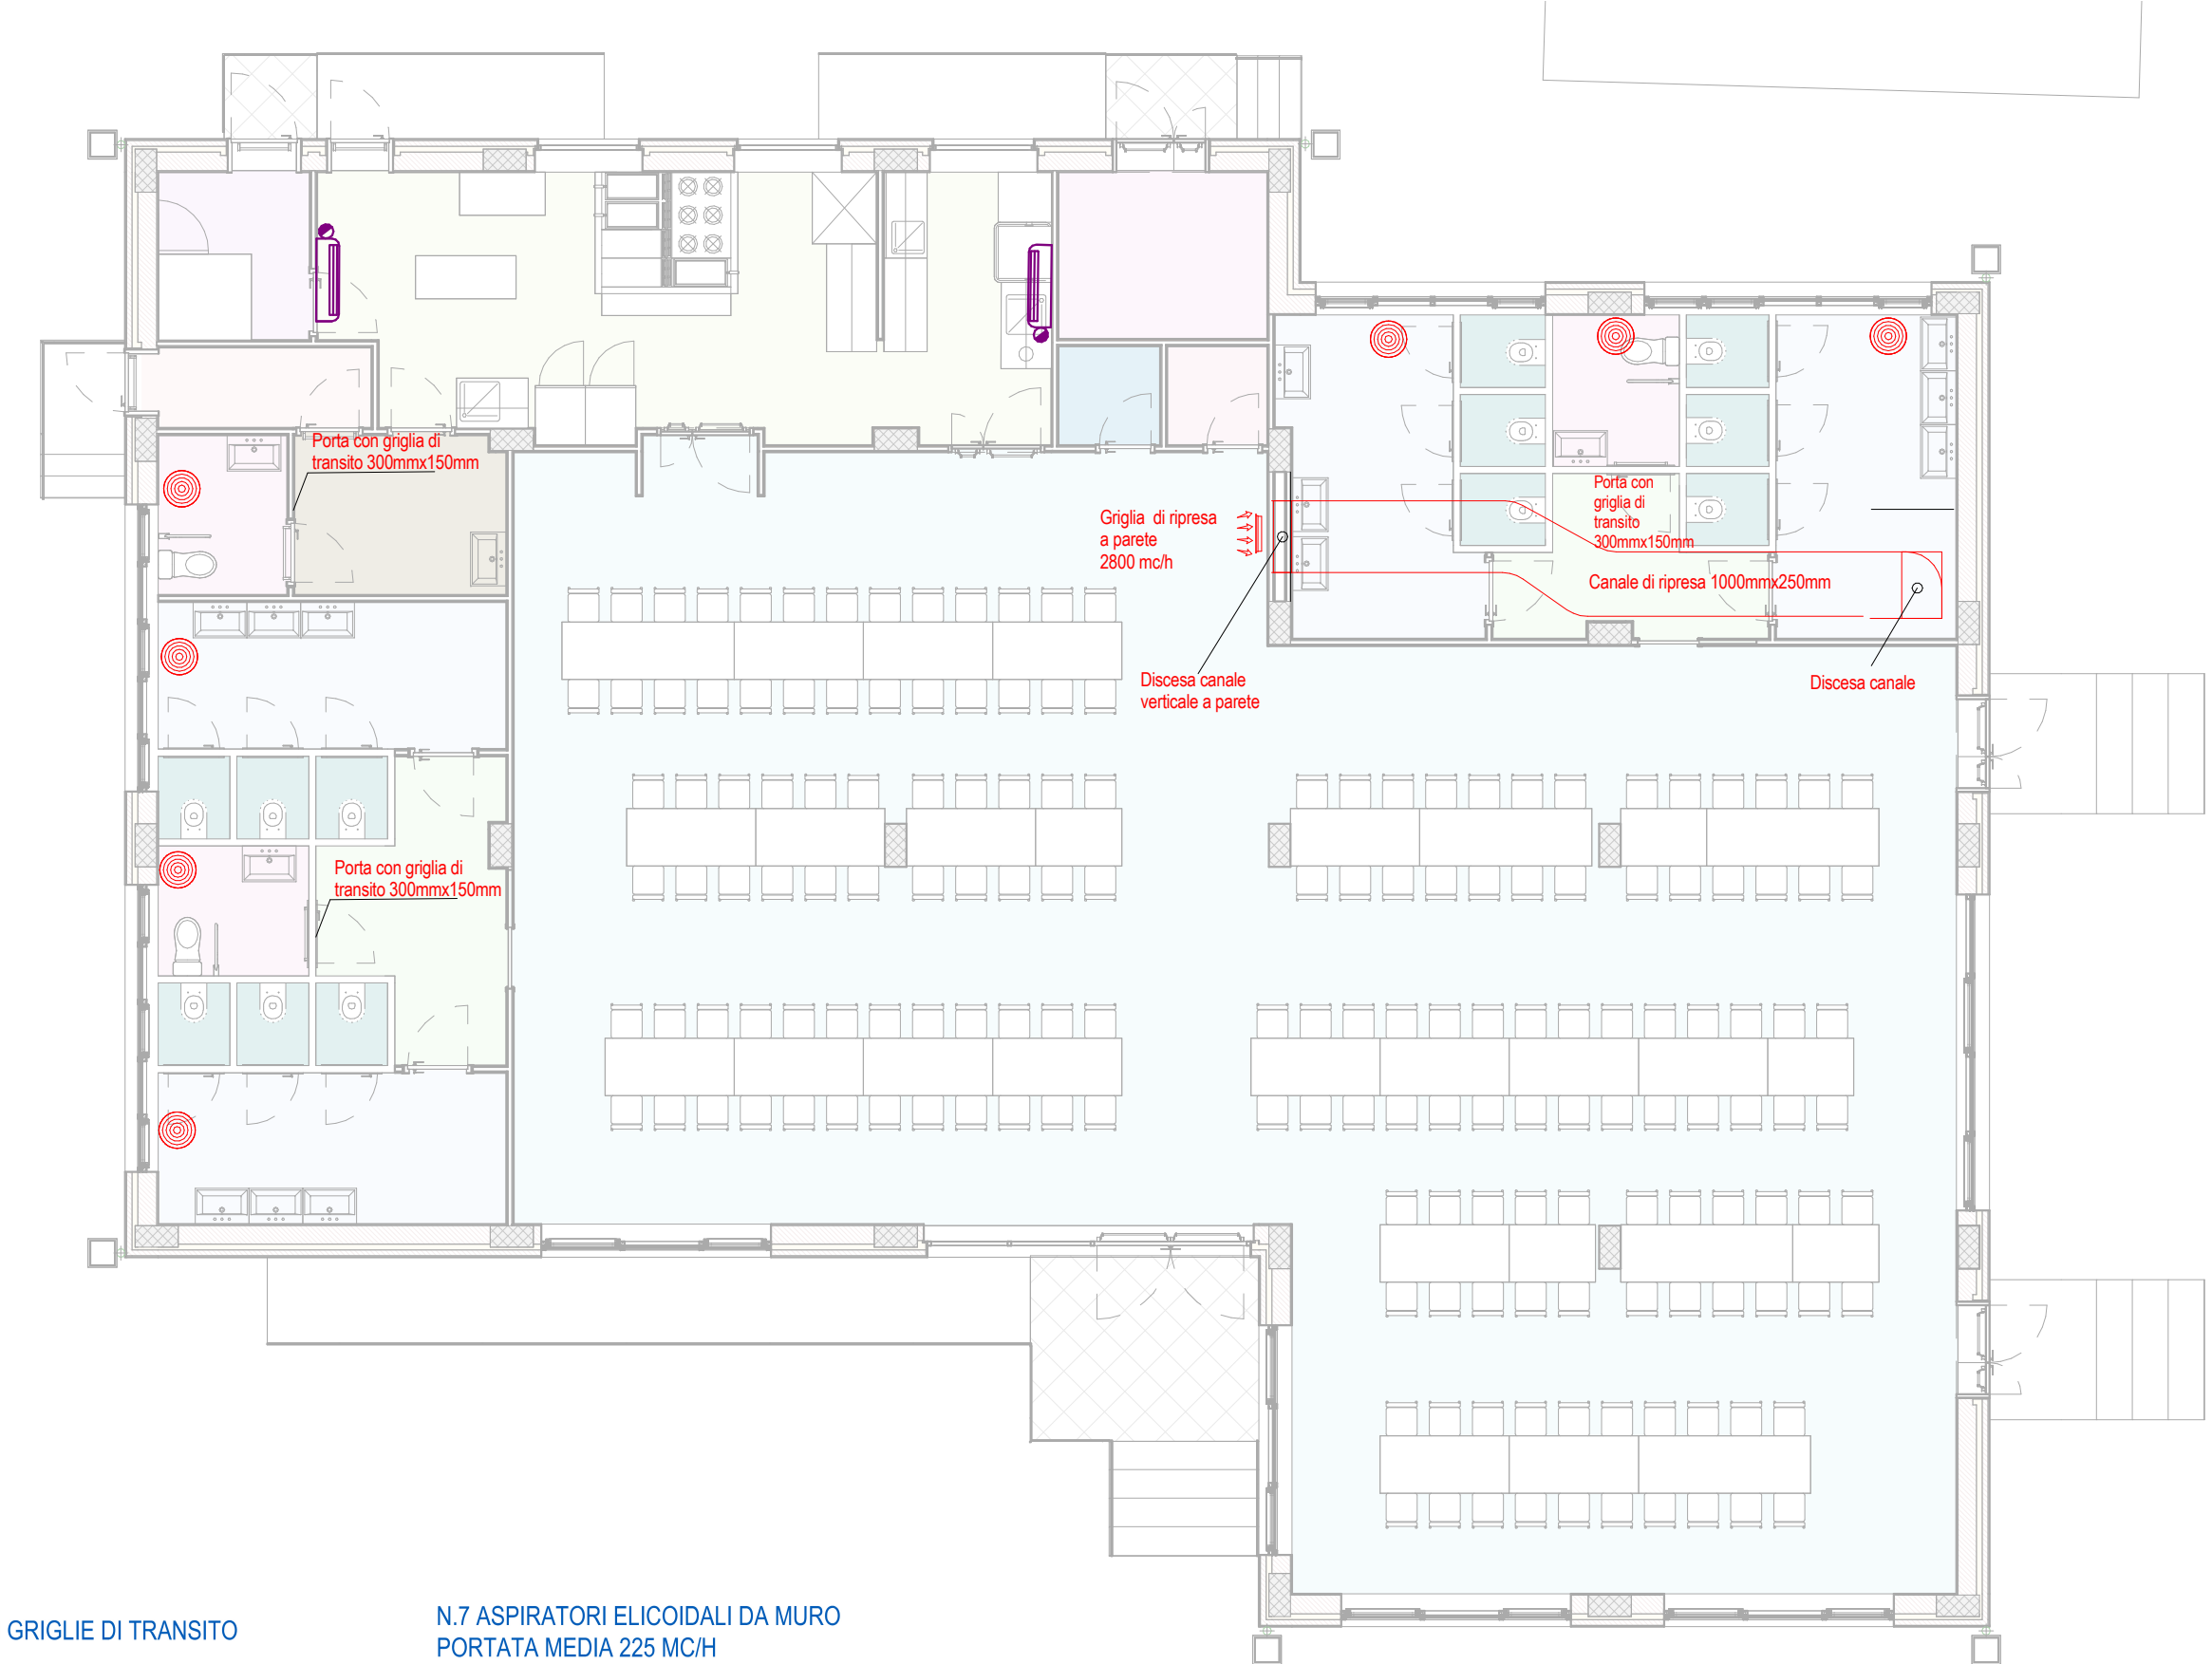 Porta con griglia di
transito 300mmx150mm
Griglia di ripresa
a parete
2800 mc/h
Porta con
griglia di
transito
300mmx150mm
Canale di ripresa 1000mmx250mm
Discesa canale
verticale a parete
Discesa canale
Porta con griglia di
transito 300mmx150mm
GRIGLIE DI TRANSITO
N.7 ASPIRATORI ELICOIDALI DA MURO
PORTATA MEDIA 225 MC/H